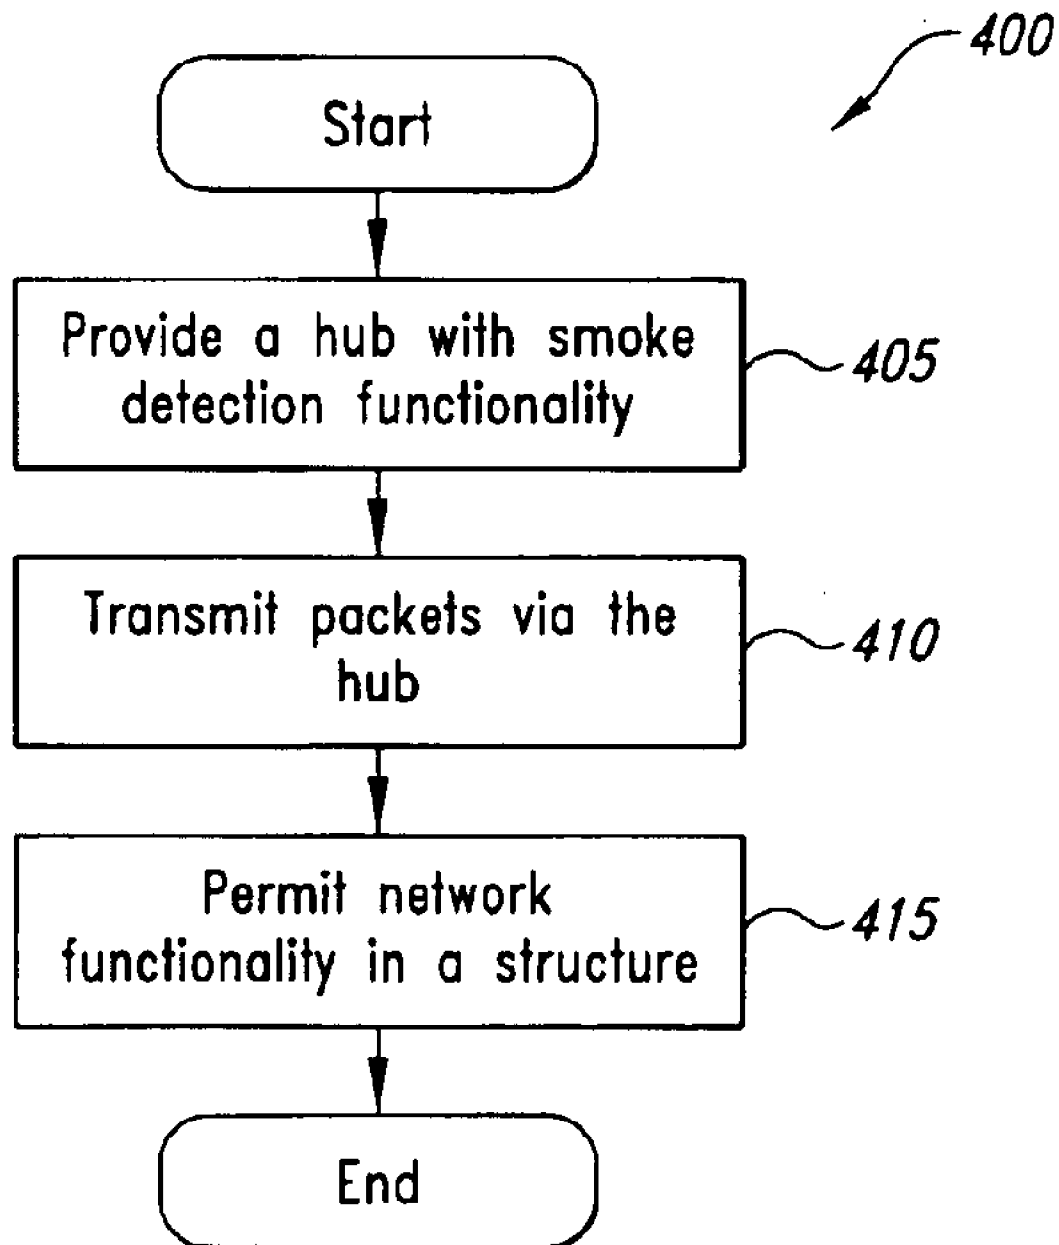 400
Start
Provide a hub with smoke
detection functionality
405
Transmit packets via the
hub
410
Permit network
functionality in a structure
415
End